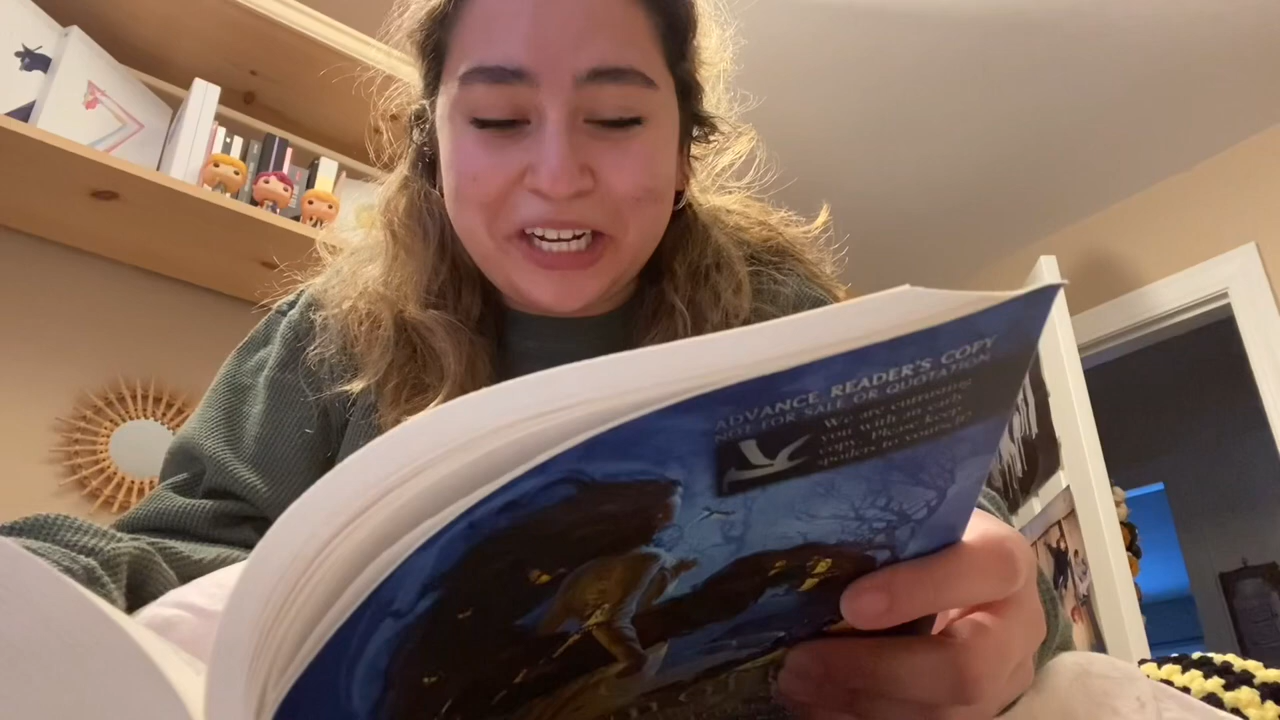 ADVANCE READER'S COPY
NOT FOR SALE OR QUOTATION
We are entrusting
you with an early
copy. Please keep
spoilers to yourself.